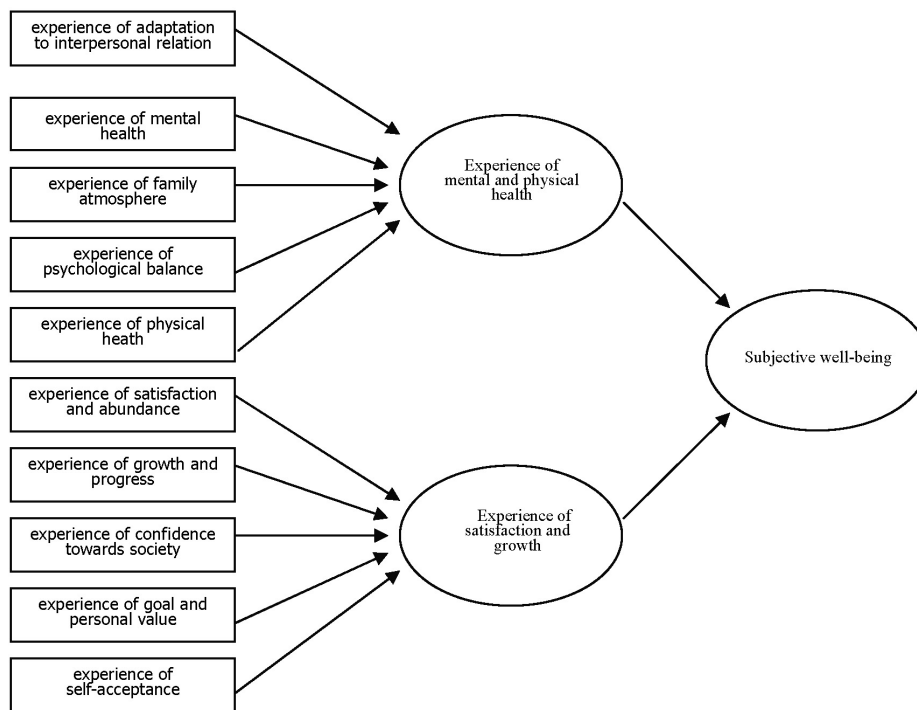 experience of adaptation
to interpersonal relation
experience of mental
health
experience of family
atmosphere
experience of
psychological balance
experience of physical
heath
experience of satisfaction
and abundance
experience of growth and
progress
experience of confidence
towards society
experience of goal and
personal value
experience of
self-acceptance
Experience of
mental and physical
health
Experience of
satisfaction and
growth
Subjective well-being